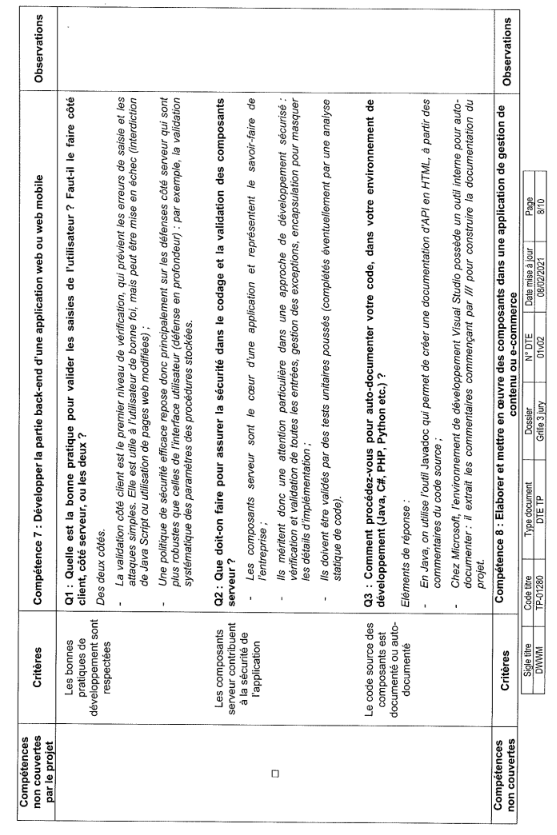 Compétences
non couvertes
par le projet
Critères
Compétence 7 : Développer la partie back-end d'une application web ou web mobile
Observations
□
Les bonnes
pratiques de
développement sont
respectées
Q1 : Quelle est la bonne pratique pour valider les saisies de l'utilisateur ? Faut-il le faire côté
client, côté serveur, ou les deux ?
Des deux côtés.
- La validation côté client est le premier niveau de vérification, qui prévient les erreurs de saisie et les
attaques simples. Elle est utile à l'utilisateur de bonne foi, mais peut être mise en échec (interdiction
de Java Script ou utilisation de pages web modifiées) ;
- Une politique de sécurité efficace repose donc principalement sur les défenses côté serveur qui sont
plus robustes que celles de l'interface utilisateur (défense en profondeur) : par exemple, la validation
systématique des paramètres des procédures stockées.
Les composants
serveur contribuent
à la sécurité de
l'application
Q2 : Que doit-on faire pour assurer la sécurité dans le codage et la validation des composants
serveur ?
- Les composants serveur sont le cœur d'une application et représentent le savoir-faire de
l'entreprise ;
- Ils méritent donc une attention particulière dans une approche de développement sécurisé :
vérification et validation de toutes les entrées, gestion des exceptions, encapsulation pour masquer
les détails d'implémentation ;
- Ils doivent être validés par des tests unitaires poussés (complétés éventuellement par une analyse
statique de code).
Le code source des
composants est
documenté ou auto-
documenté
Q3 : Comment procédez-vous pour auto-documenter votre code, dans votre environnement de
développement (Java, C#, PHP, Python etc.) ?
Eléments de réponse :
- En Java, on utilise l'outil Javadoc qui permet de créer une documentation d'API en HTML, à partir des
commentaires du code source ;
- Chez Microsoft, l'environnement de développement Visual Studio possède un outil interne pour auto-
documenter : il extrait les commentaires commençant par /// pour construire la documentation du
projet.
Compétences
non couvertes
Critères
Compétence 8 : Elaborer et mettre en œuvre des composants dans une application de gestion de
contenu ou e-commerce
Observations
Sigle titre Code titre Type document Dossier N° DTE Date mise à jour Page
DWWM TP-01280 DTE TP Grille 3 jury 01v02 08/02/2021 8/10